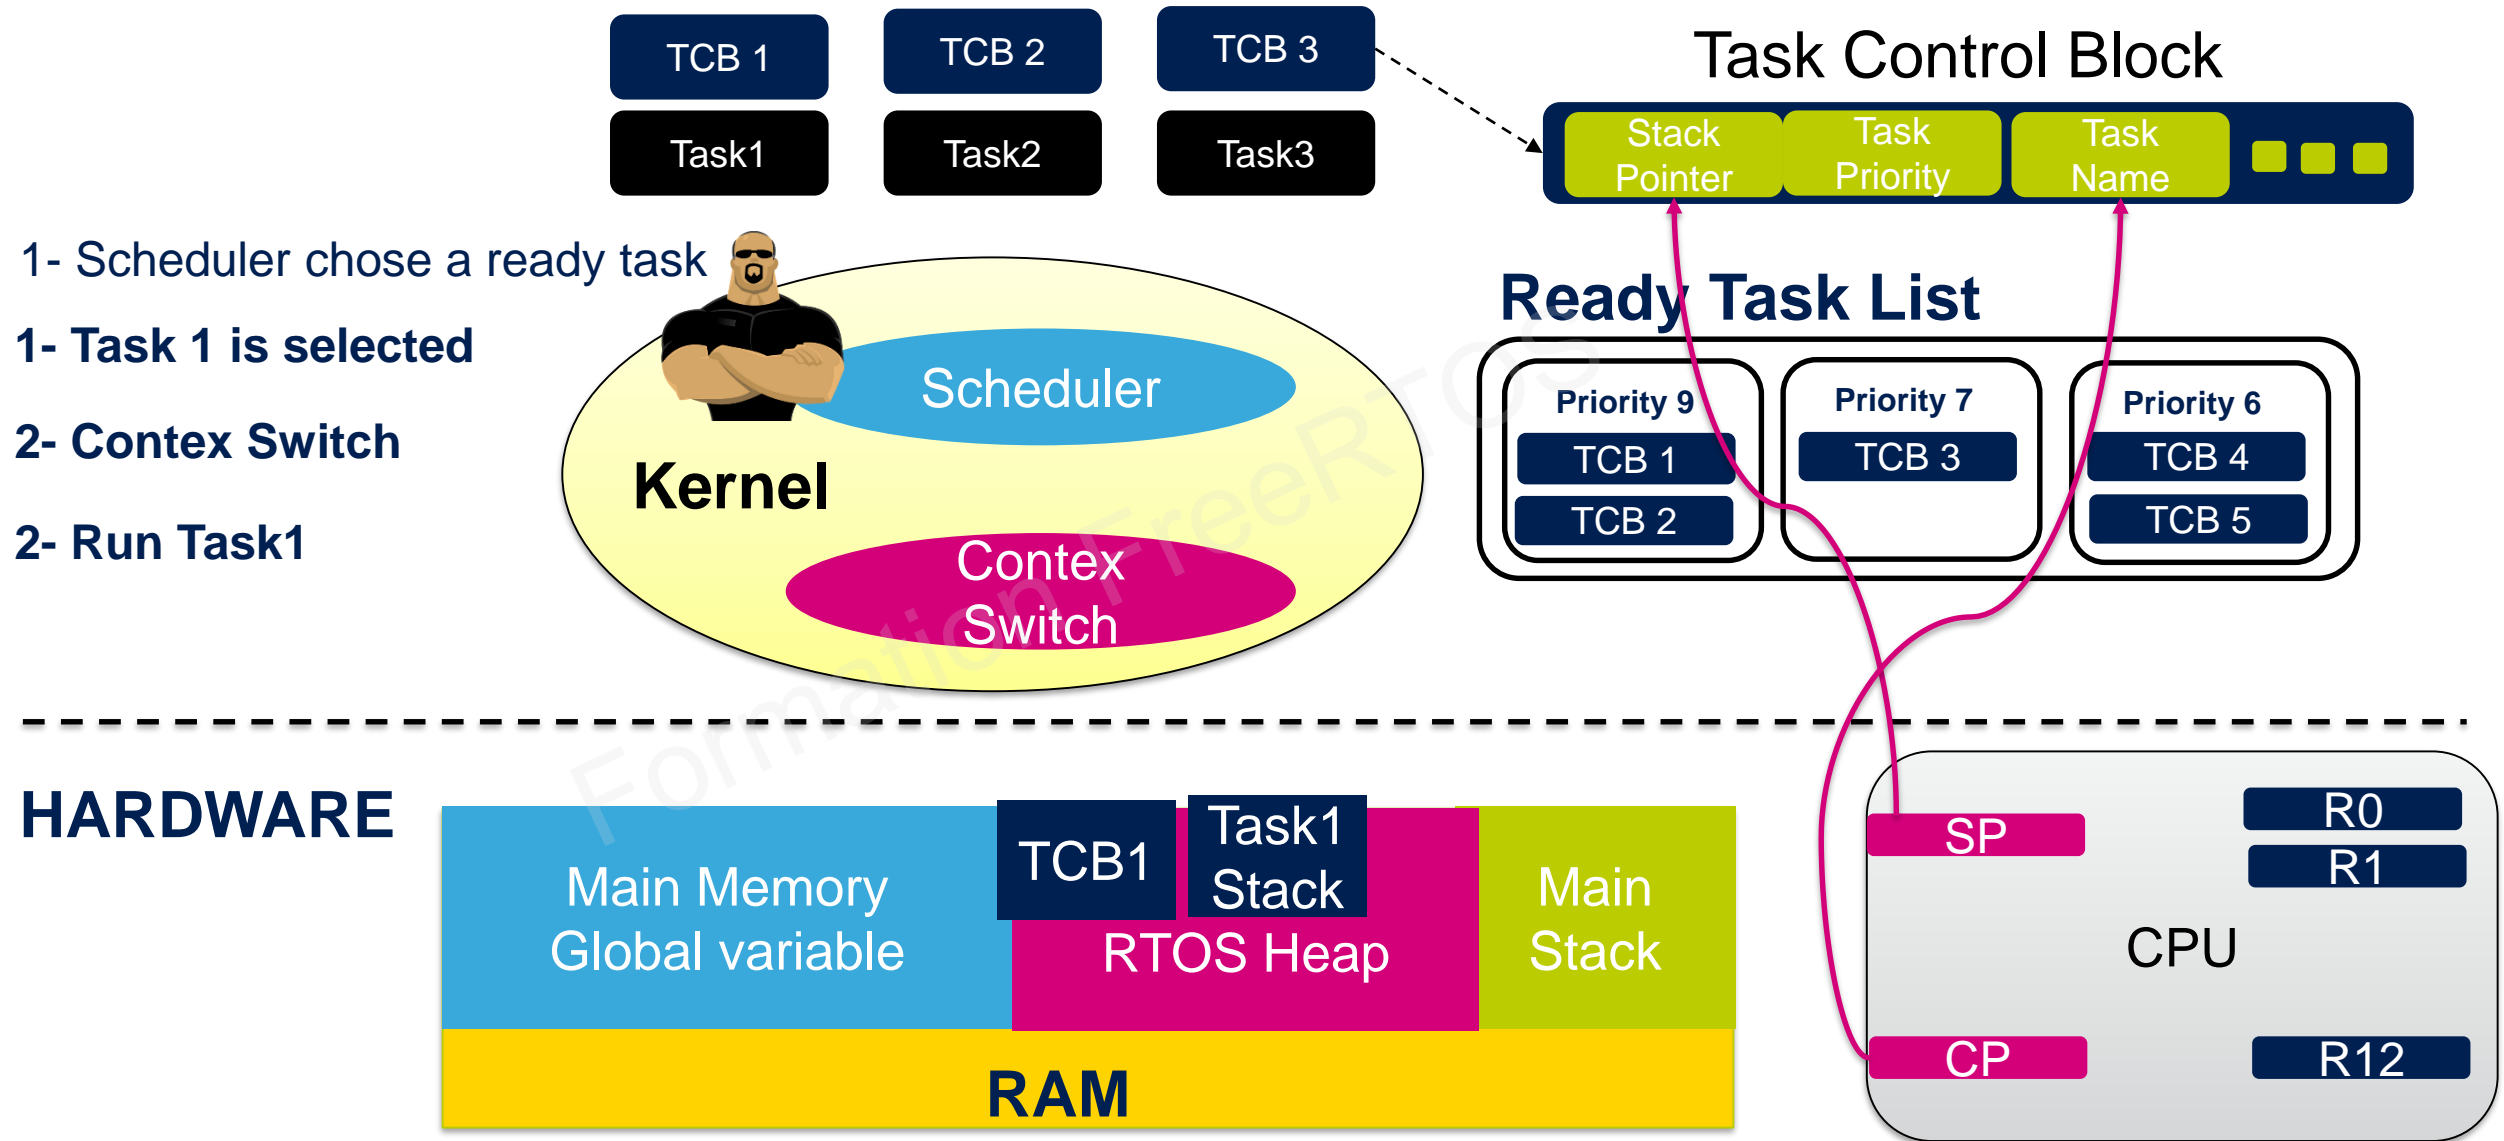 TCB 1
TCB 2
TCB 3
Task1
Task2
Task3
Task Control Block
Stack
Pointer
Task
Priority
Task
Name
1- Scheduler chose a ready task
1- Task 1 is selected
2- Contex Switch
2- Run Task1
Scheduler
Kernel
Contex
Switch
Ready Task List
Priority 9
TCB 1
TCB 2
Priority 7
TCB 3
Priority 6
TCB 4
TCB 5
Formation FreeRTOS
HARDWARE
Main Memory
Global variable
TCB1
Task1
Stack
RTOS Heap
Main
Stack
RAM
SP
CP
CPU
R0
R1
R12